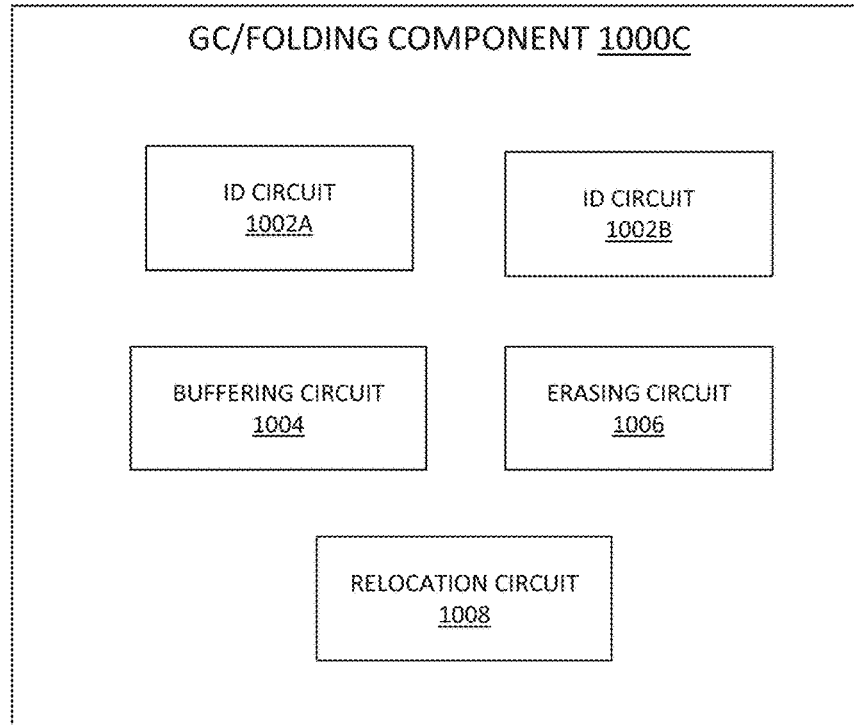 GC/FOLDING COMPONENT 1000C
ID CIRCUIT
1002A
ID CIRCUIT
1002B
BUFFERING CIRCUIT
1004
ERASING CIRCUIT
1006
RELOCATION CIRCUIT
1008